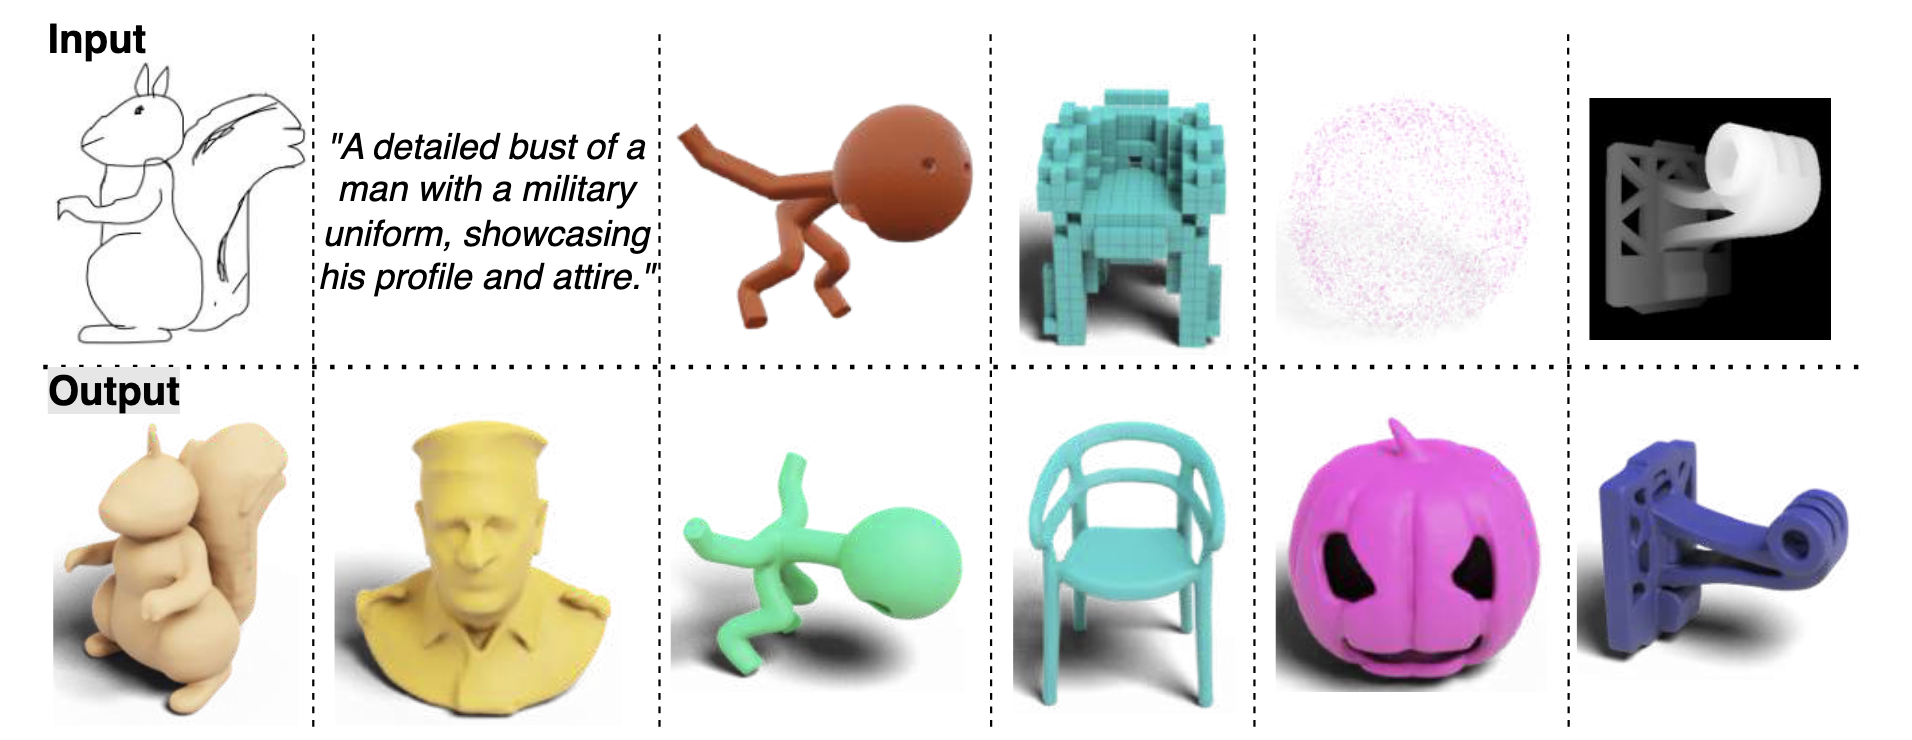 Input
"A detailed bust of a
man with a military
uniform, showcasing
his profile and attire."
Output